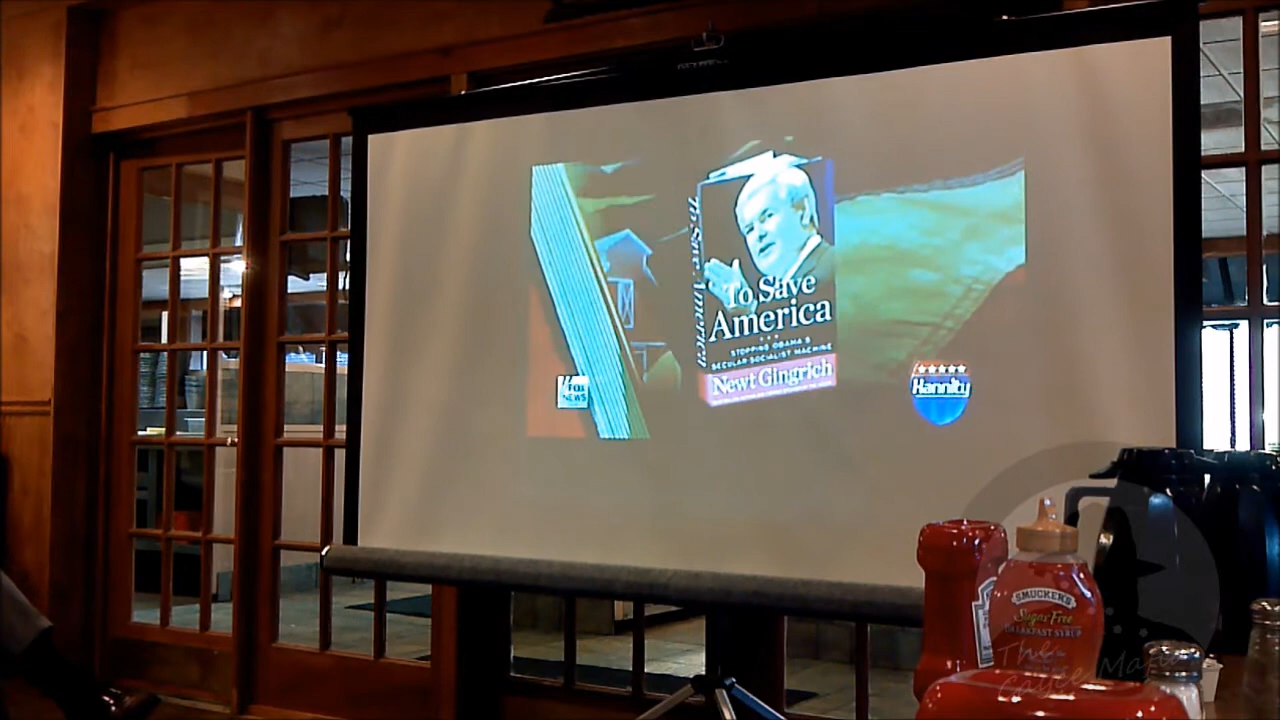 To Save America
To Save
America
STOPPING OBAMA'S
SECULAR-SOCIALIST MACHINE
Newt Gingrich
FOX
NEWS
Hannity
SMUCKER'S
Sugar Free
BREAKFAST SYRUP
The